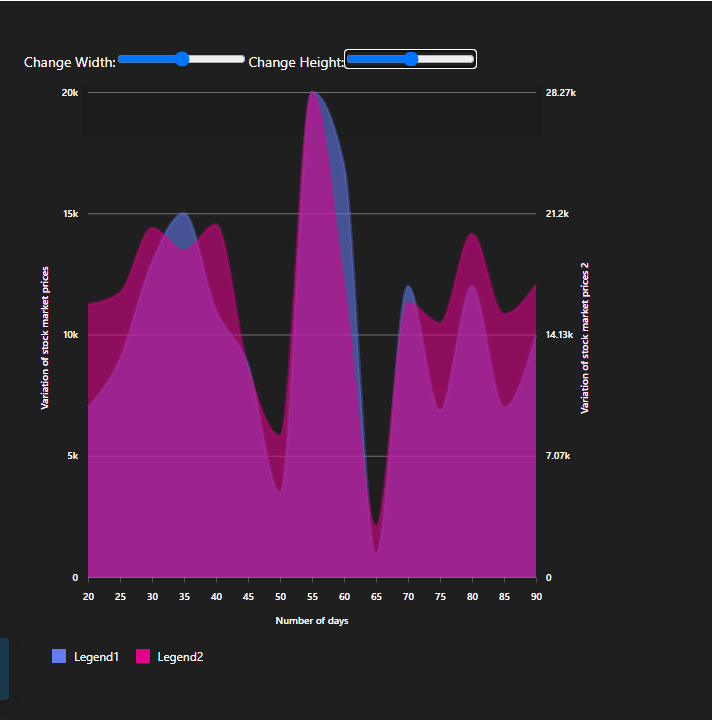 Change Width: Change Height:
20k 28.27k
15k 21.2k
Variation of stock market prices
Variation of stock market prices 2
10k 14.13k
5k 7.07k
0 0
20 25 30 35 40 45 50 55 60 65 70 75 80 85 90
Number of days
Legend1 Legend2